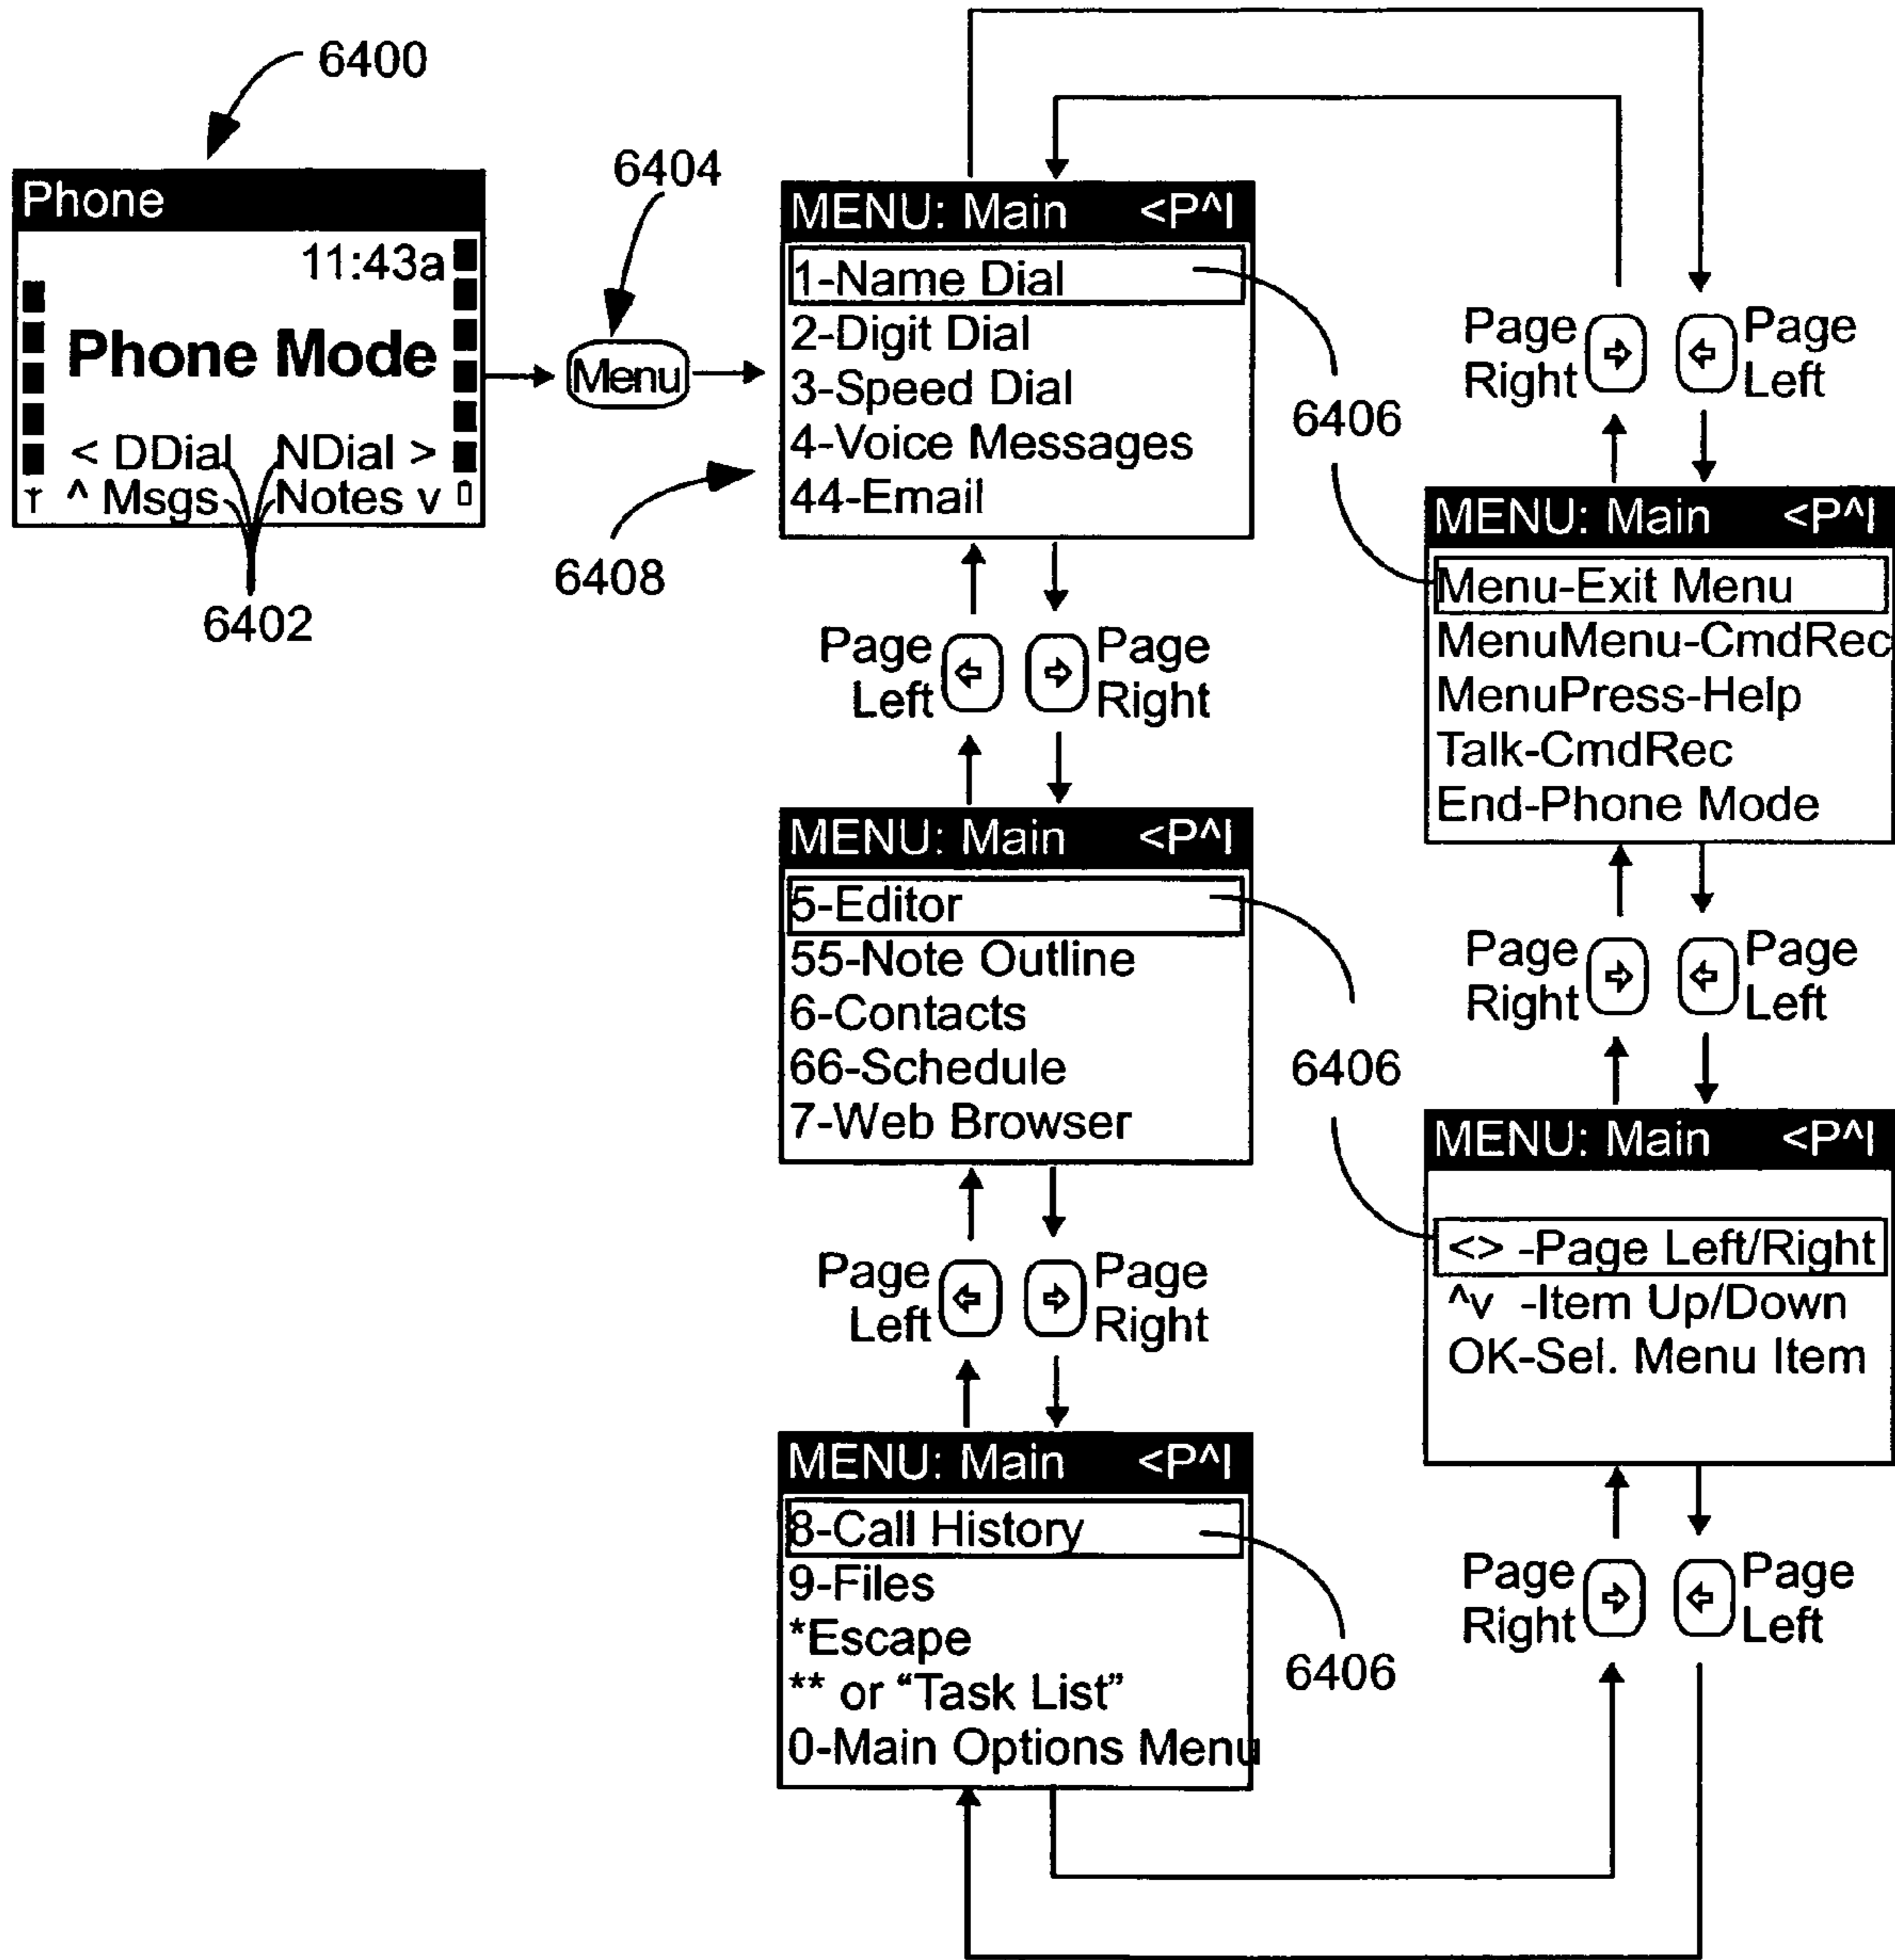 6400
Phone
11:43a
Phone Mode
< DDial NDial >
^ Msgs Notes v
6402
6404
Menu
MENU: Main <P^I
1-Name Dial
2-Digit Dial
3-Speed Dial
4-Voice Messages
44-Email
6408
6406
Page Left
Page Right
MENU: Main <P^I
5-Editor
55-Note Outline
6-Contacts
66-Schedule
7-Web Browser
6406
Page Left
Page Right
MENU: Main <P^I
8-Call History
9-Files
*Escape
** or “Task List”
0-Main Options Menu
6406
Page Right
Page Left
MENU: Main <P^I
Menu-Exit Menu
MenuMenu-CmdRec
MenuPress-Help
Talk-CmdRec
End-Phone Mode
Page Right
Page Left
MENU: Main <P^I
<> -Page Left/Right
^v -Item Up/Down
OK-Sel. Menu Item
Page Right
Page Left